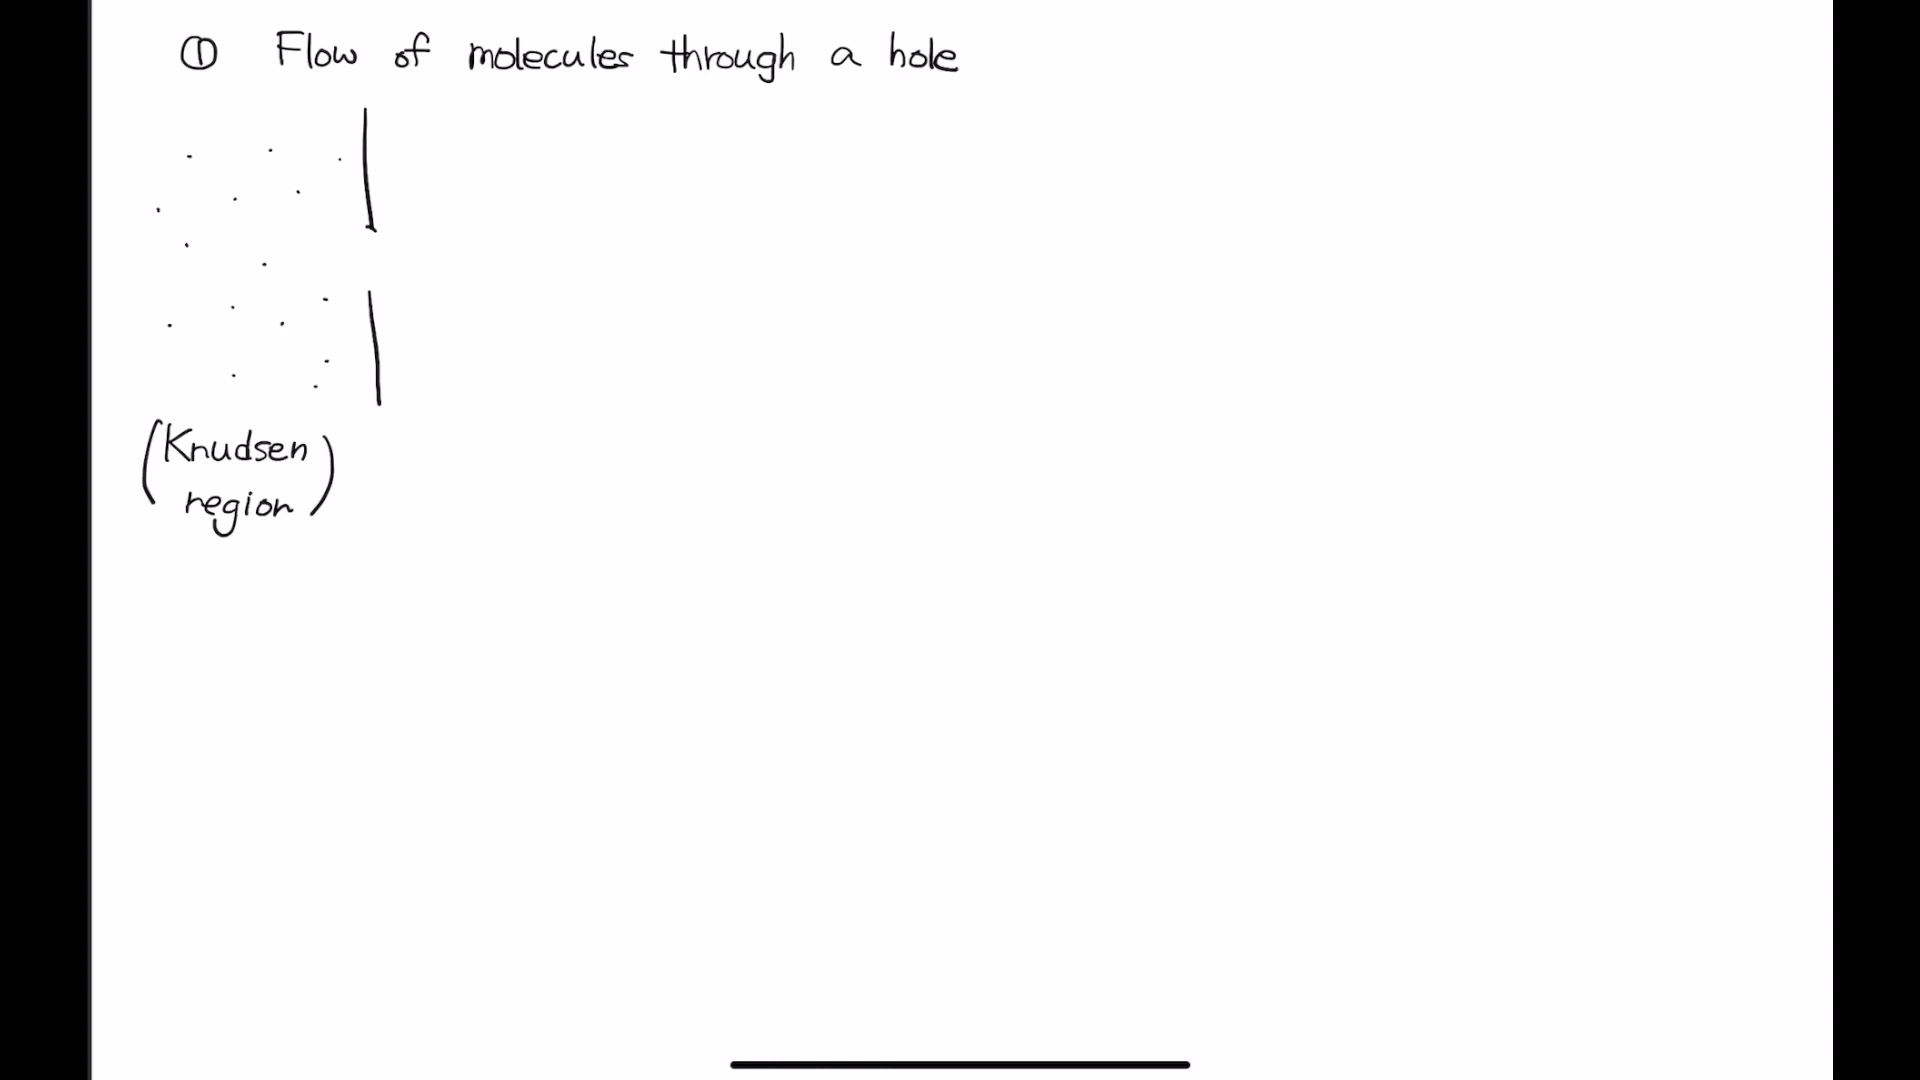 ① Flow of molecules through a hole
(Knudsen
region)